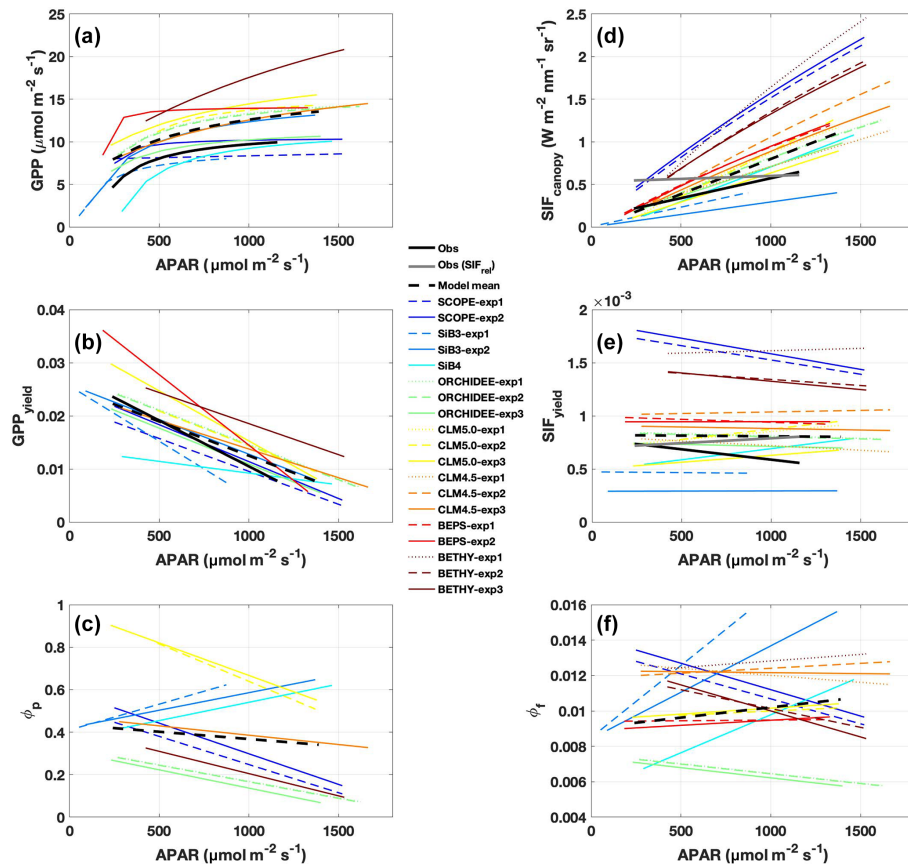 (a)
GPP (μmol m⁻² s⁻¹)
25
20
15
10
5
0
0 500 1000 1500
APAR (μmol m⁻² s⁻¹)
(d)
SIF_canopy (W m⁻² nm⁻¹ sr⁻¹)
2.5
2
1.5
1
0.5
0
0 500 1000 1500
APAR (μmol m⁻² s⁻¹)
Obs
Obs (SIF_rel)
Model mean
SCOPE-exp1
SCOPE-exp2
SiB3-exp1
SiB3-exp2
SiB4
ORCHIDEE-exp1
ORCHIDEE-exp2
ORCHIDEE-exp3
CLM5.0-exp1
CLM5.0-exp2
CLM5.0-exp3
CLM4.5-exp1
CLM4.5-exp2
CLM4.5-exp3
BEPS-exp1
BEPS-exp2
BETHY-exp1
BETHY-exp2
BETHY-exp3
(b)
GPP_yield
0.04
0.03
0.02
0.01
0
0 500 1000 1500
APAR (μmol m⁻² s⁻¹)
(e)
×10⁻³
SIF_yield
2
1.5
1
0.5
0
0 500 1000 1500
APAR (μmol m⁻² s⁻¹)
(c)
ϕ_p
1
0.8
0.6
0.4
0.2
0
0 500 1000 1500
APAR (μmol m⁻² s⁻¹)
(f)
ϕ_f
0.016
0.014
0.012
0.01
0.008
0.006
0.004
0 500 1000 1500
APAR (μmol m⁻² s⁻¹)